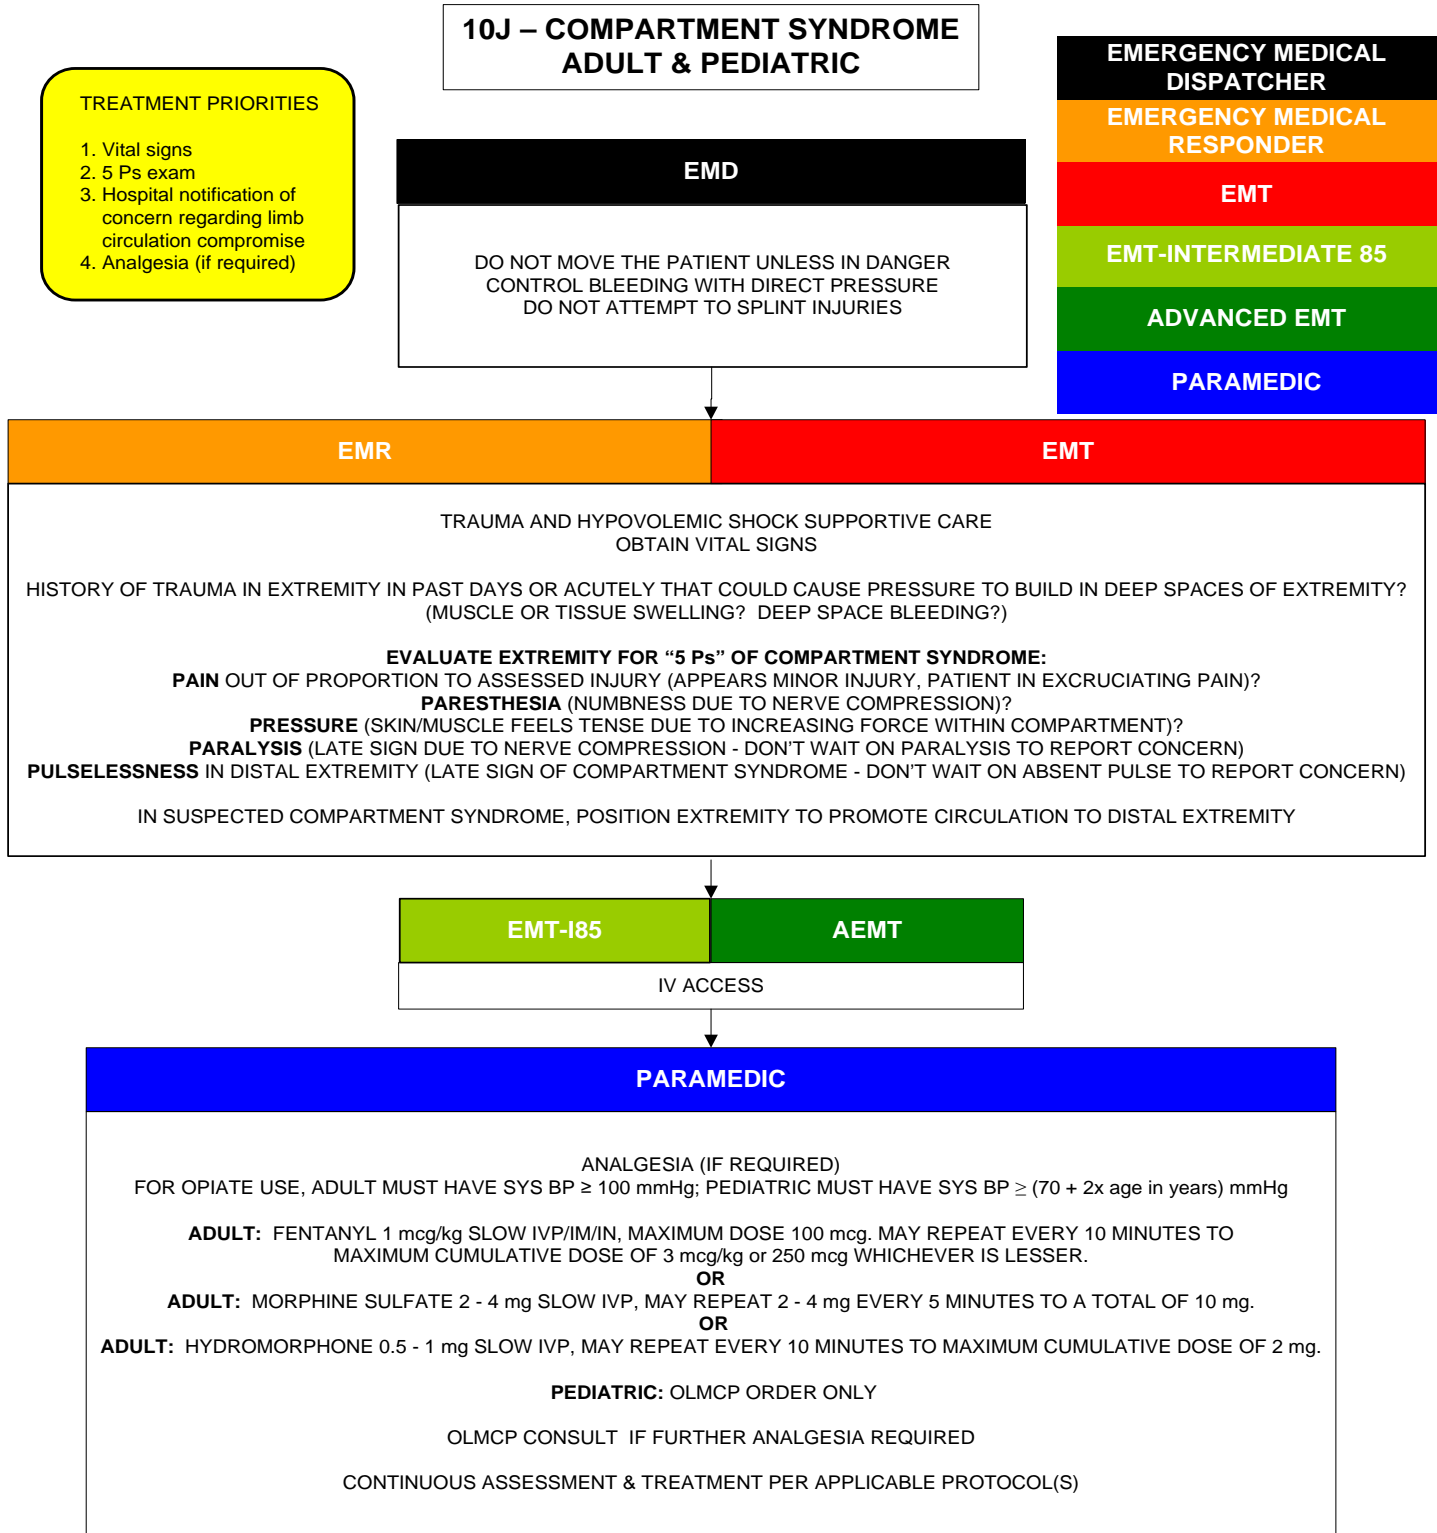 10J – COMPARTMENT SYNDROME
ADULT & PEDIATRIC
TREATMENT PRIORITIES
1. Vital signs
2. 5 Ps exam
3. Hospital notification of
concern regarding limb
circulation compromise
4. Analgesia (if required)
EMERGENCY MEDICAL
DISPATCHER
EMERGENCY MEDICAL
RESPONDER
EMT
EMT-INTERMEDIATE 85
ADVANCED EMT
PARAMEDIC
EMD
DO NOT MOVE THE PATIENT UNLESS IN DANGER
CONTROL BLEEDING WITH DIRECT PRESSURE
DO NOT ATTEMPT TO SPLINT INJURIES
EMR
EMT
TRAUMA AND HYPOVOLEMIC SHOCK SUPPORTIVE CARE
OBTAIN VITAL SIGNS
HISTORY OF TRAUMA IN EXTREMITY IN PAST DAYS OR ACUTELY THAT COULD CAUSE PRESSURE TO BUILD IN DEEP SPACES OF EXTREMITY?
(MUSCLE OR TISSUE SWELLING? DEEP SPACE BLEEDING?)
EVALUATE EXTREMITY FOR “5 Ps” OF COMPARTMENT SYNDROME:
PAIN OUT OF PROPORTION TO ASSESSED INJURY (APPEARS MINOR INJURY, PATIENT IN EXCRUCIATING PAIN)?
PARESTHESIA (NUMBNESS DUE TO NERVE COMPRESSION)?
PRESSURE (SKIN/MUSCLE FEELS TENSE DUE TO INCREASING FORCE WITHIN COMPARTMENT)?
PARALYSIS (LATE SIGN DUE TO NERVE COMPRESSION - DON’T WAIT ON PARALYSIS TO REPORT CONCERN)
PULSELESSNESS IN DISTAL EXTREMITY (LATE SIGN OF COMPARTMENT SYNDROME - DON’T WAIT ON ABSENT PULSE TO REPORT CONCERN)
IN SUSPECTED COMPARTMENT SYNDROME, POSITION EXTREMITY TO PROMOTE CIRCULATION TO DISTAL EXTREMITY
EMT-I85
AEMT
IV ACCESS
PARAMEDIC
ANALGESIA (IF REQUIRED)
FOR OPIATE USE, ADULT MUST HAVE SYS BP ≥ 100 mmHg; PEDIATRIC MUST HAVE SYS BP ≥ (70 + 2x age in years) mmHg
ADULT: FENTANYL 1 mcg/kg SLOW IVP/IM/IN, MAXIMUM DOSE 100 mcg. MAY REPEAT EVERY 10 MINUTES TO
MAXIMUM CUMULATIVE DOSE OF 3 mcg/kg or 250 mcg WHICHEVER IS LESSER.
OR
ADULT: MORPHINE SULFATE 2 - 4 mg SLOW IVP, MAY REPEAT 2 - 4 mg EVERY 5 MINUTES TO A TOTAL OF 10 mg.
OR
ADULT: HYDROMORPHONE 0.5 - 1 mg SLOW IVP, MAY REPEAT EVERY 10 MINUTES TO MAXIMUM CUMULATIVE DOSE OF 2 mg.
PEDIATRIC: OLMCP ORDER ONLY
OLMCP CONSULT IF FURTHER ANALGESIA REQUIRED
CONTINUOUS ASSESSMENT & TREATMENT PER APPLICABLE PROTOCOL(S)